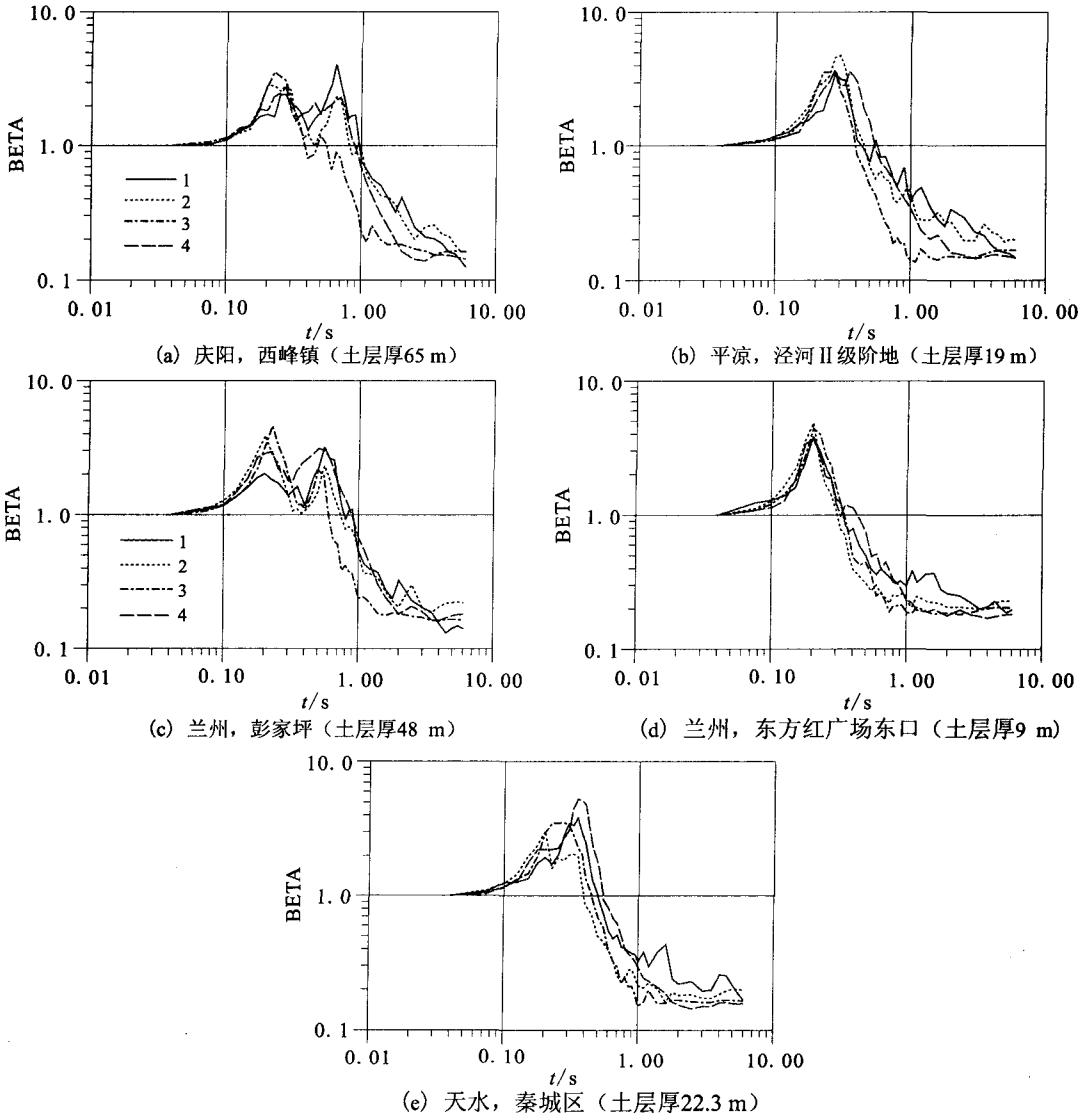 10.0
1.0
0.1
BETA
1
2
3
4
0.01 0.10 1.00 10.00
t/s
(a) 庆阳，西峰镇（土层厚65 m）
10.0
1.0
0.1
BETA
0.01 0.10 1.00 10.00
t/s
(b) 平凉，泾河Ⅱ级阶地（土层厚19 m）
10.0
1.0
0.1
BETA
1
2
3
4
0.01 0.10 1.00 10.00
t/s
(c) 兰州，彭家坪（土层厚48 m）
10.0
1.0
0.1
BETA
0.01 0.10 1.00 10.00
t/s
(d) 兰州，东方红广场东口（土层厚9 m)
10.0
1.0
0.1
BETA
0.01 0.10 1.00 10.00
t/s
(e) 天水，秦城区（土层厚22.3 m）